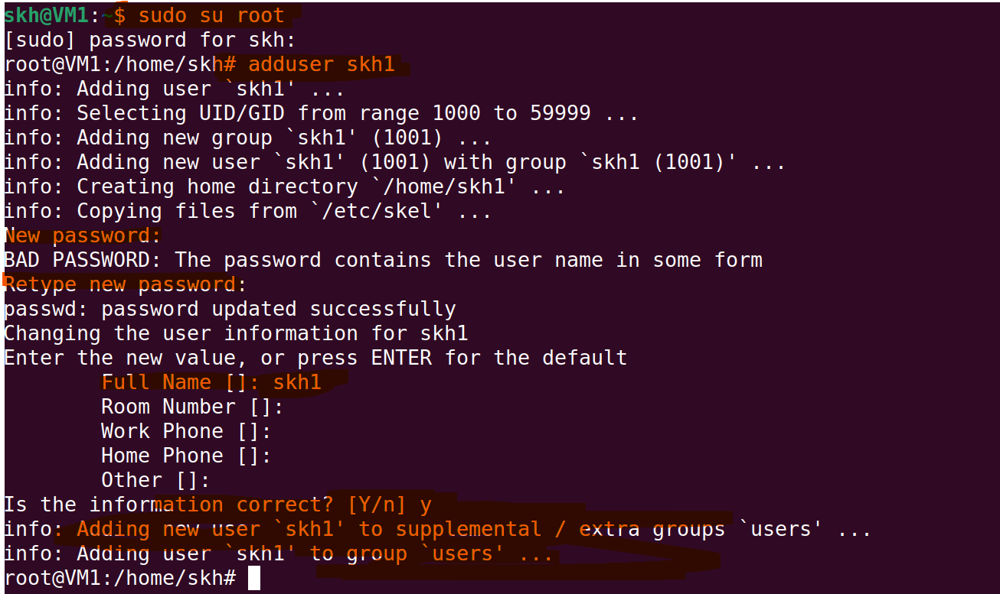 skh@VM1:~$ sudo su root
[sudo] password for skh:
root@VM1:/home/skh# adduser skh1
info: Adding user `skh1' ...
info: Selecting UID/GID from range 1000 to 59999 ...
info: Adding new group `skh1' (1001) ...
info: Adding new user `skh1' (1001) with group `skh1 (1001)' ...
info: Creating home directory `/home/skh1' ...
info: Copying files from `/etc/skel' ...
New password:
BAD PASSWORD: The password contains the user name in some form
Retype new password:
passwd: password updated successfully
Changing the user information for skh1
Enter the new value, or press ENTER for the default
Full Name []: skh1
Room Number []:
Work Phone []:
Home Phone []:
Other []:
Is the information correct? [Y/n] y
info: Adding new user `skh1' to supplemental / extra groups `users' ...
info: Adding user `skh1' to group `users' ...
root@VM1:/home/skh#